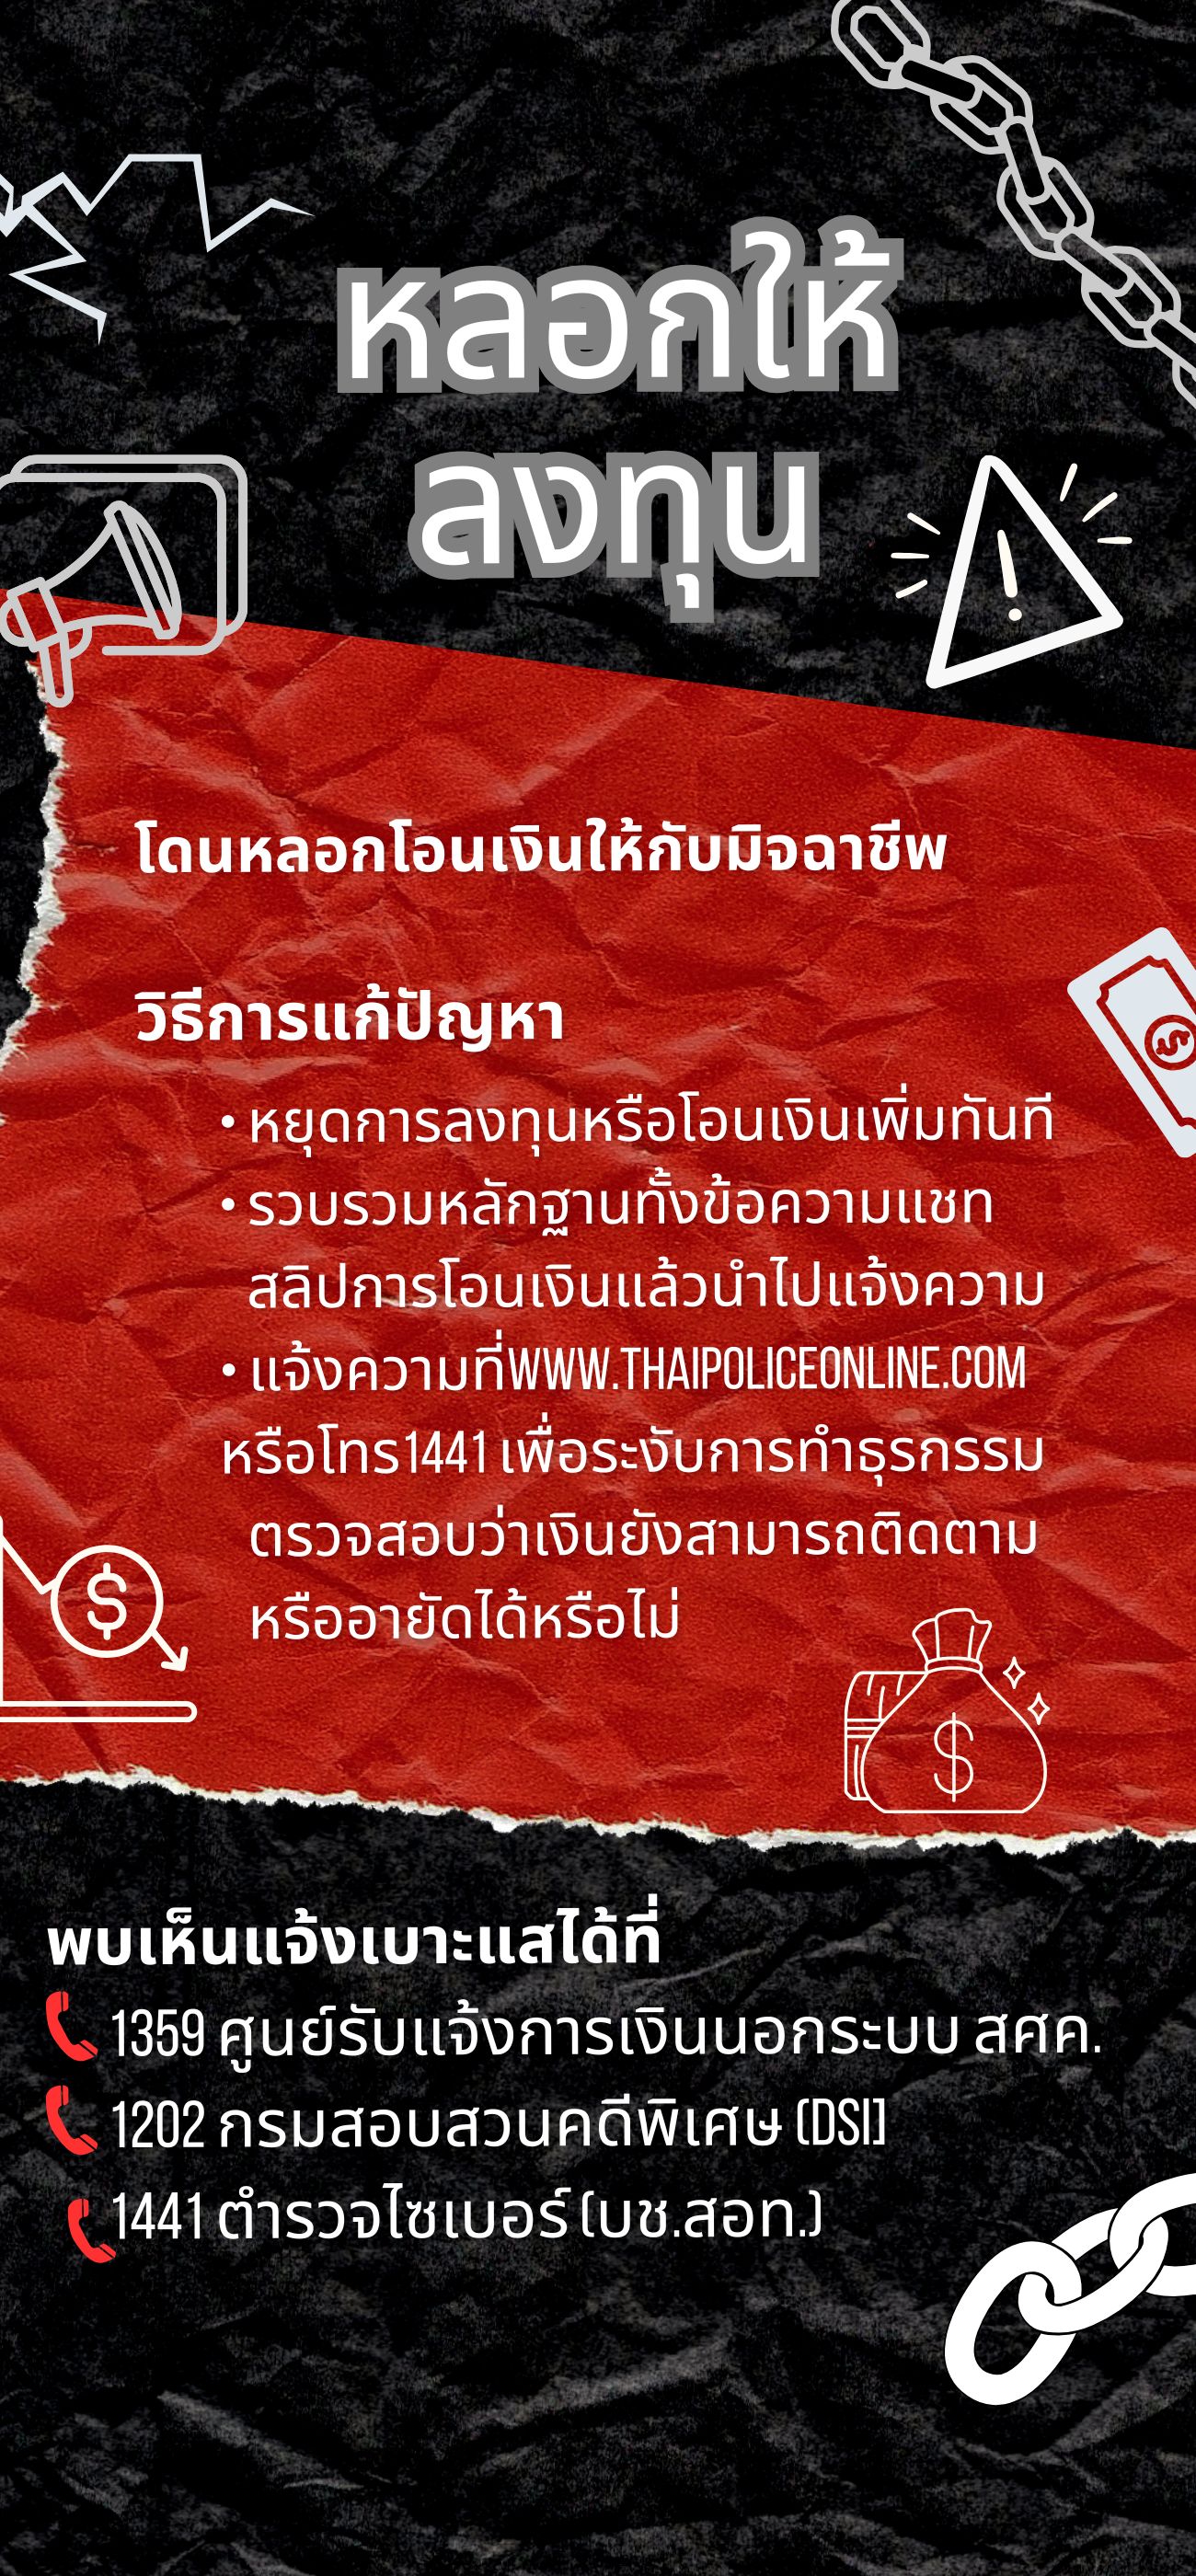 หลอกให้
ลงทุน
โดนหลอกโอนเงินให้กับมิจฉาชีพ
วิธีการแก้ปัญหา
• หยุดการลงทุนหรือโอนเงินเพิ่มทันที
• รวบรวมหลักฐานทั้งข้อความแชท
สลิปการโอนเงินแล้วนำไปแจ้งความ
• แจ้งความที่WWW.THAIPOLICEONLINE.COM
หรือโทร1441 เพื่อระงับการทำธุรกรรม
ตรวจสอบว่าเงินยังสามารถติดตาม
หรืออายัดได้หรือไม่
พบเห็นแจ้งเบาะแสได้ที่
1359 ศูนย์รับแจ้งการเงินนอกระบบ สศค.
1202 กรมสอบสวนคดีพิเศษ (DSI]
1441 ตำรวจไซเบอร์ (บช.สอท.)